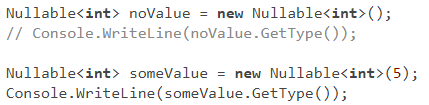 Nullable<int> noValue = new Nullable<int>();
// Console.WriteLine(noValue.GetType());
Nullable<int> someValue = new Nullable<int>(5);
Console.WriteLine(someValue.GetType());